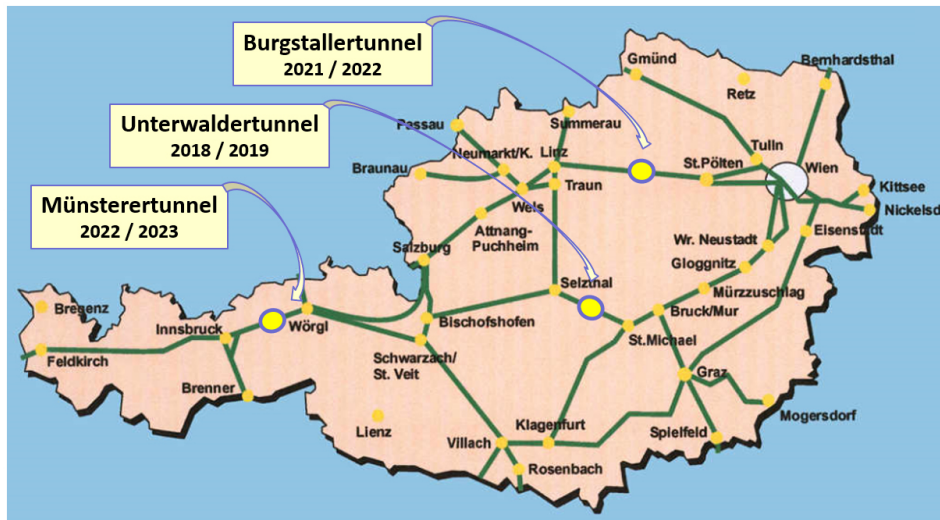 Burgstallertunnel
2021 / 2022
Unterwaldertunnel
2018 / 2019
Münsterertunnel
2022 / 2023
Gmünd
Bernhardsthal
Retz
Passau
Summerau
Neumarkt/K.
Linz
Tulln
Braunau
St.Pölten
Wien
Traun
Kittsee
Wels
Nickelsd
Attnang-
Puchheim
Eisenstadt
Salzburg
Wr. Neustadt
Gloggnitz
Selzthal
Mürzzuschlag
Bregenz
Bruck/Mur
Innsbruck
Wörgl
Bischofshofen
St.Michael
Feldkirch
Schwarzach/
St. Veit
Graz
Brenner
Mogersdorf
Lienz
Klagenfurt
Villach
Spielfeld
Rosenbach